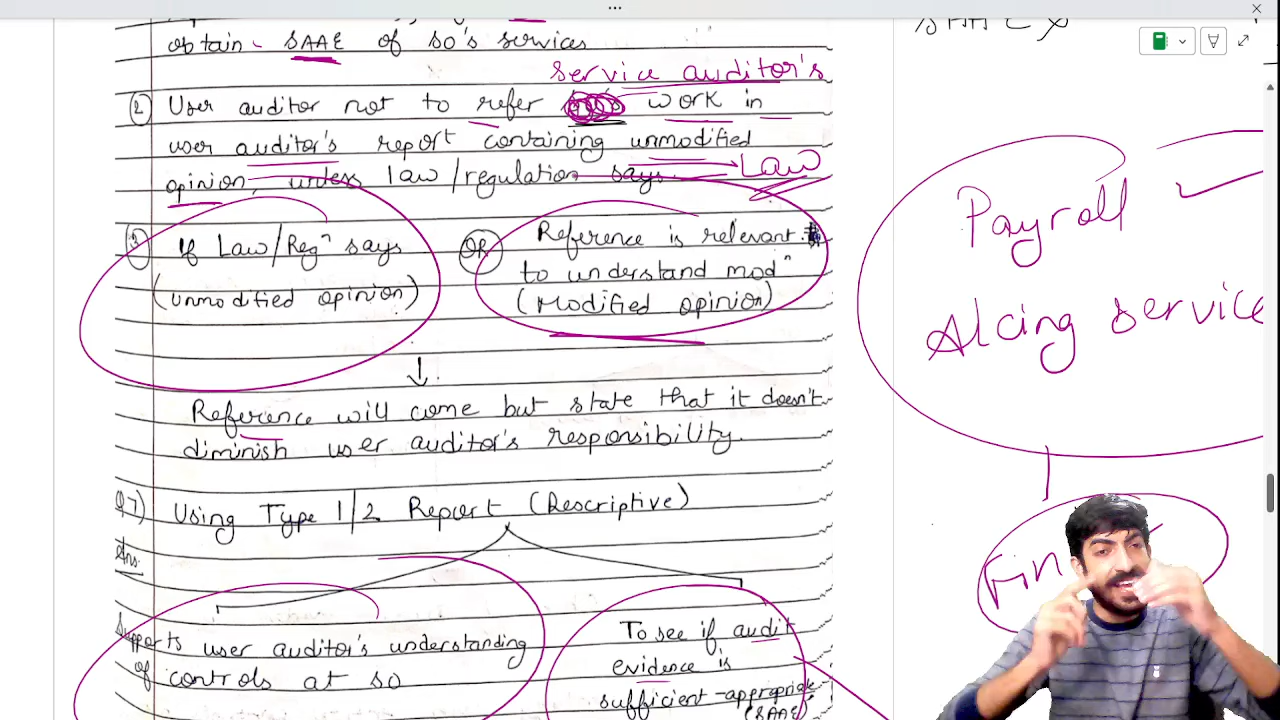 obtain SAAE of SO's services
service auditor's
② User auditor not to refer work in
user auditor's report containing unmodified
opinion, unless law/regulation says. Law
③ If Law/Regⁿ says
(unmodified opinion)
OR
Reference is relevant
to understand modⁿ
(Modified opinion)
Reference will come but state that it doesn't
diminish user auditor's responsibility.
Q7) Using Type 1/2 Report (Descriptive)
Ans
Supports user auditor's understanding
of controls at SO
To see if audit
evidence is
sufficient-appropriate
(SAAE)
Payroll
service
Fin